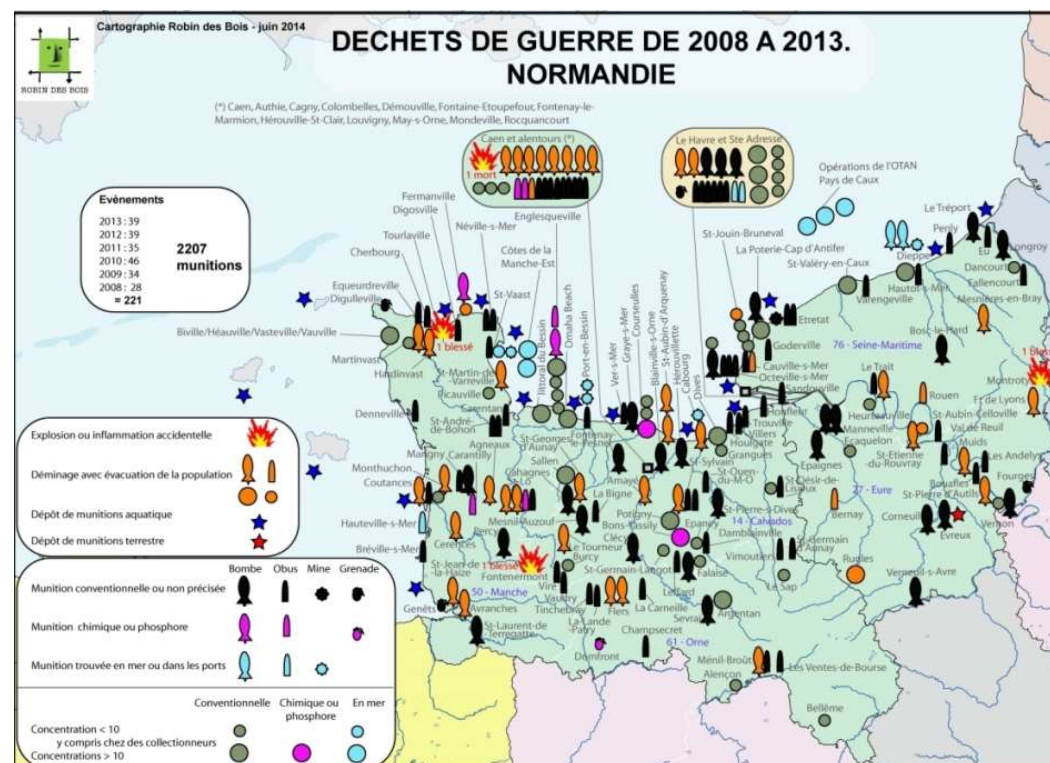 Cartographie Robin des Bois - juin 2014
ROBIN DES BOIS
DECHETS DE GUERRE DE 2008 A 2013.
NORMANDIE
(*) Caen, Authie, Cagny, Colombelles, Démouville, Fontaine-Etoupefour, Fontenay-le-
Marmion, Hérouville-St-Clair, Louvigny, May-s-Orne, Mondeville, Rocquancourt
Caen et alentours (*)
1 mort
Le Havre et Ste Adresse
Opérations de l'OTAN
Pays de Caux
Evènements
2013 : 39
2012 : 39
2011 : 35
2010 : 46
2009 : 34
2008 : 28
= 221
2207
munitions
Fermanville
Digosville
Tourlaville
Cherbourg
Néville-s-Mer
Equeurdreville
Digulleville
Biville/Héauville/Vasteville/Vauville
Martinvast
Hardinvast
1 blessé
St-Vaast
Côtes de la
Manche-Est
Englesqueville
littoral du Bessin
Omaha Beach
Port-en-Bessin
Ver-s-Mer
Graye-s-Mer
Courseulles
Blainville-s-Orne
St-Aubin-d'Arquenay
Hérouvillette
Cabourg
Dives
St-Jouin-Bruneval
La Poterie-Cap d'Antifer
St-Valéry-en-Caux
Le Tréport
Penly
Eu
Longroy
Dieppe
Hautot-s-Mer
Varengeville
Dancourt
Fallencourt
Mesnières-en-Bray
Etretat
Bosc-le-Hard
76 - Seine-Maritime
Goderville
Cauville-s-Mer
Octeville-s-Mer
Sandouville
Le Trait
Montroty
Rouen
Ft de Lyons
St-Aubin-Celloville
Val de Reuil
Muids
Les Andelys
Heurteauville
Manneville
Ecaquelon
St-Etienne
-du-Rouvray
Epaignes
Bouafles
Fourges
St-Pierre d'Autils
Vernon
Corneuil
Evreux
27 - Eure
Bernay
Rugles
Verneuil-s-Avre
Honfleur
Trouville
Villers
Houlgate
Grangues
St-Martin-de-
Varreville
Picauville
Carentan
Denneville
St-André-
de-Bohon
Agneaux
Marigny
Carantilly
St-Georges
d'Aunay
Fontenay
-le-Pesnel
Sallen
Cahagnes
St-Lô
Amayé
St-Sylvain
St-Ouen-
du-M-O
St-Désir-de-
Lisieux
Monthuchon
Coutances
La Bigne
Potigny
Bons-Tassily
Clécy
St-Pierre-s-Dives
Epaney
Damblainville
14 - Calvados
Hauteville-s-Mer
Cerences
Percy
Mesnil-Auzouf
Le Tourneur
Burcy
Bréville-s-Mer
St-Jean-de
-la-Haize
1 blessé
Fontenermont
50 - Manche
Vire
Vaudry
Tinchebray
St-Germain-Langot
Leffard
Falaise
Vimoutiers
St-Germain
d'Aunay
Le Sap
Genêts
Avranches
St-Laurent-de-
Terregatte
La-Lande
-Patry
Flers
La Carneille
Sevrai
Argentan
Champsecret
Domfront
61 - Orne
Ménil-Broût
Les Ventes-de-Bourse
Alençon
Bellême
Explosion ou inflammation accidentelle
Déminage avec évacuation de la population
Dépôt de munitions aquatique
Dépôt de munitions terrestre
Bombe Obus Mine Grenade
Munition conventionnelle ou non précisée
Munition chimique ou phosphore
Munition trouvée en mer ou dans les ports
Conventionnelle Chimique ou phosphore En mer
Concentration < 10
y compris chez des collectionneurs
Concentrations > 10